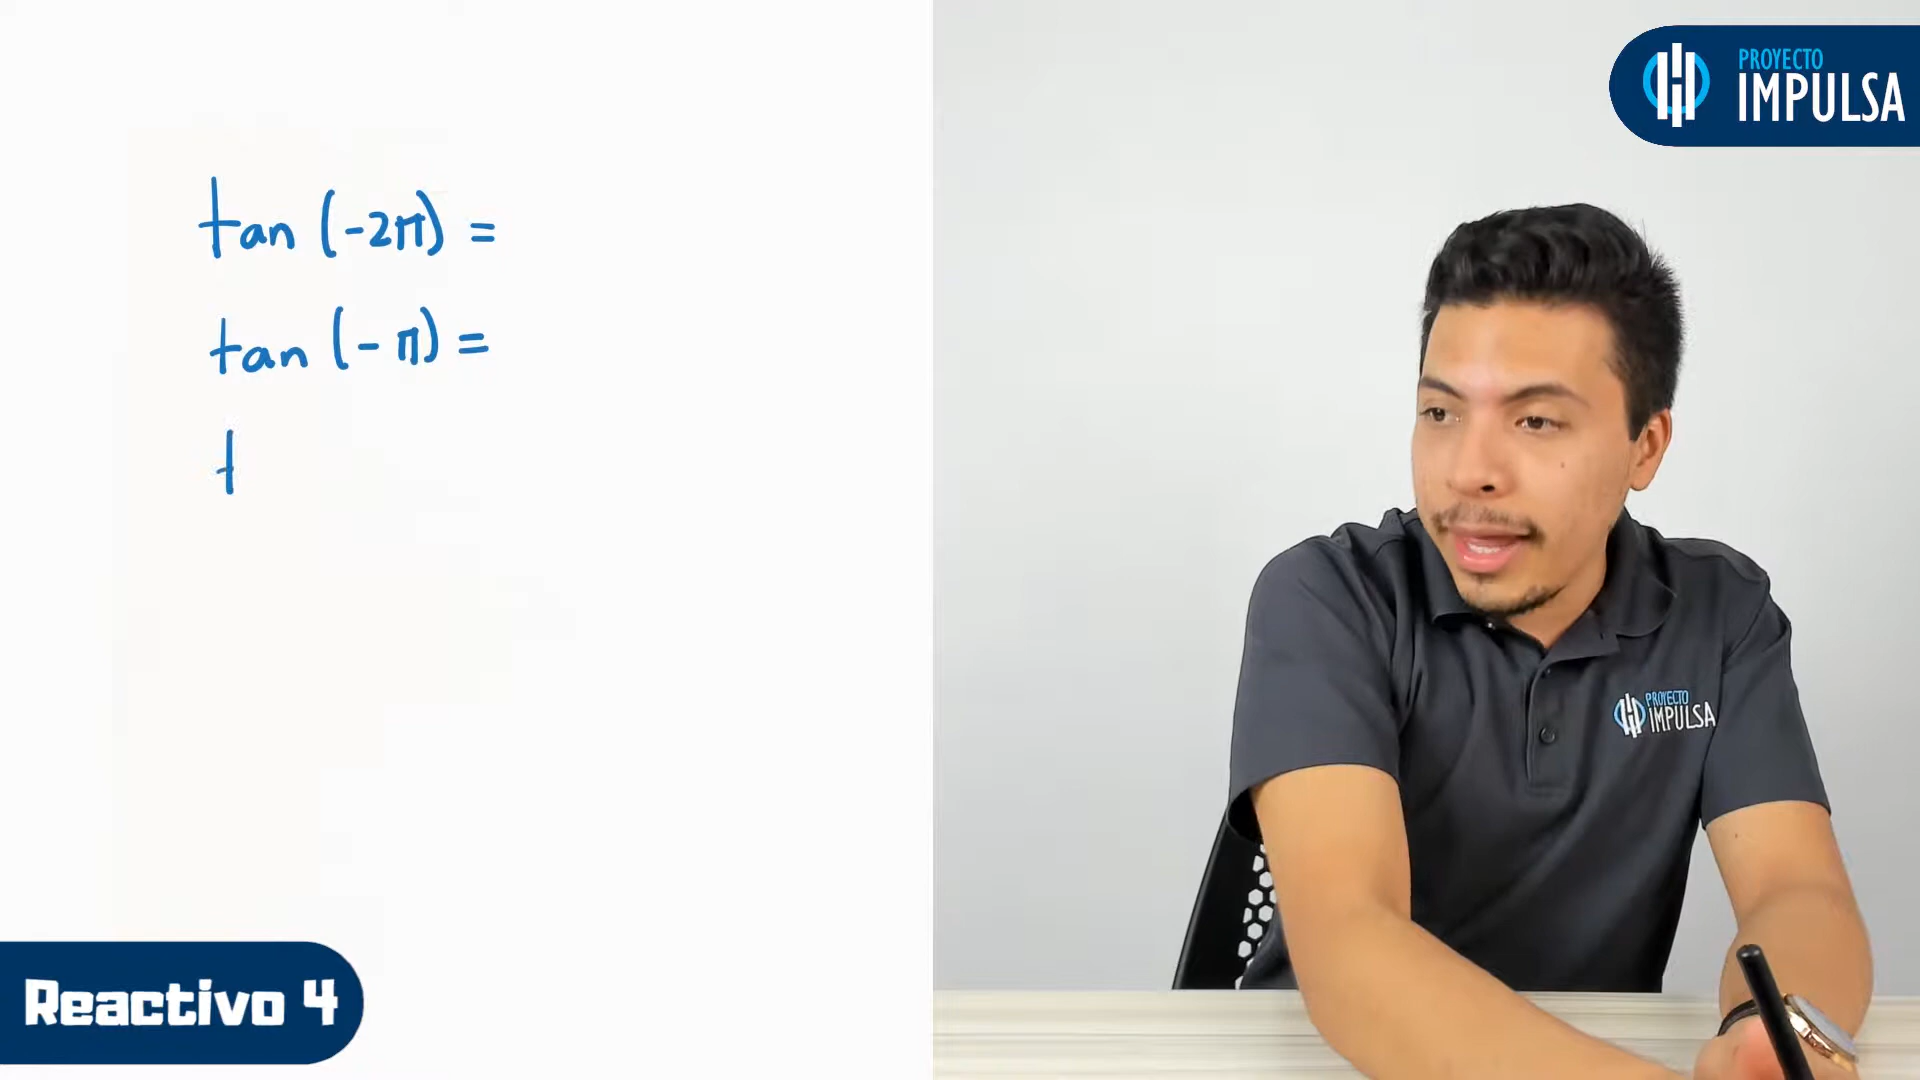 PROYECTO
IMPULSA
tan (-2π) =
tan (- π) =
t
PROYECTO
IMPULSA
Reactivo 4